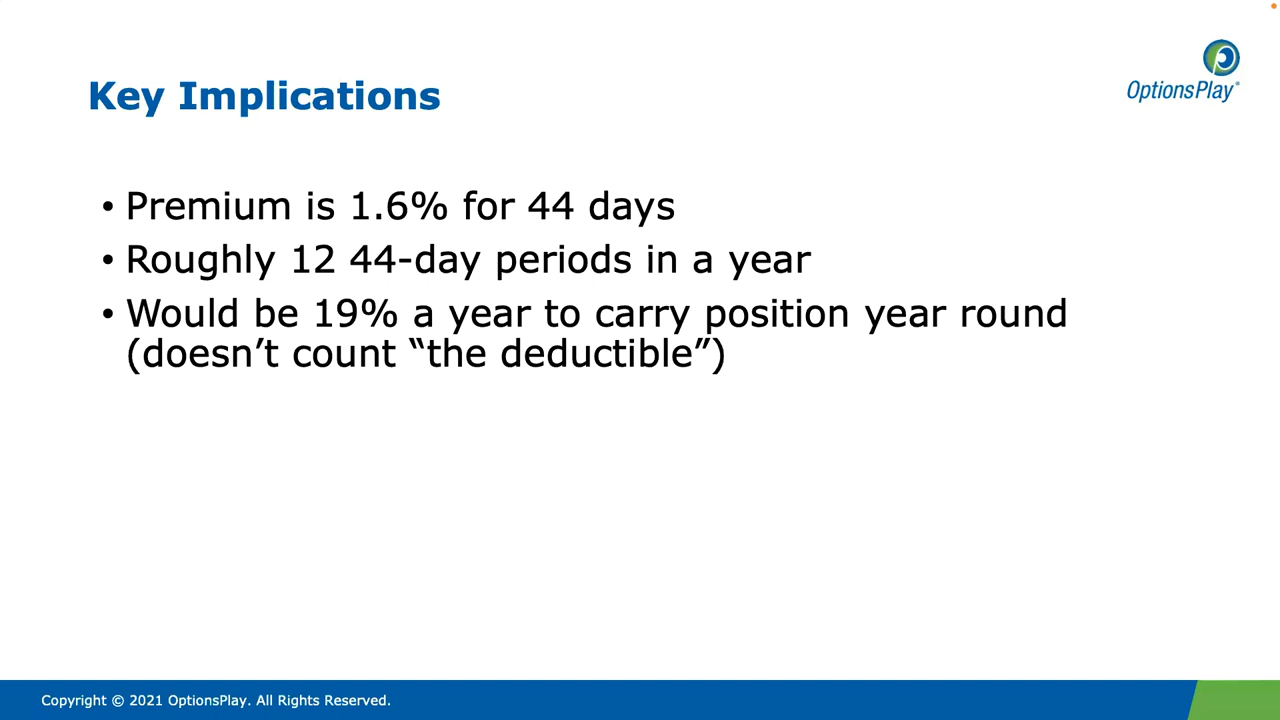 OptionsPlay®
Key Implications
• Premium is 1.6% for 44 days
• Roughly 12 44-day periods in a year
• Would be 19% a year to carry position year round
(doesn’t count “the deductible”)
Copyright © 2021 OptionsPlay. All Rights Reserved.